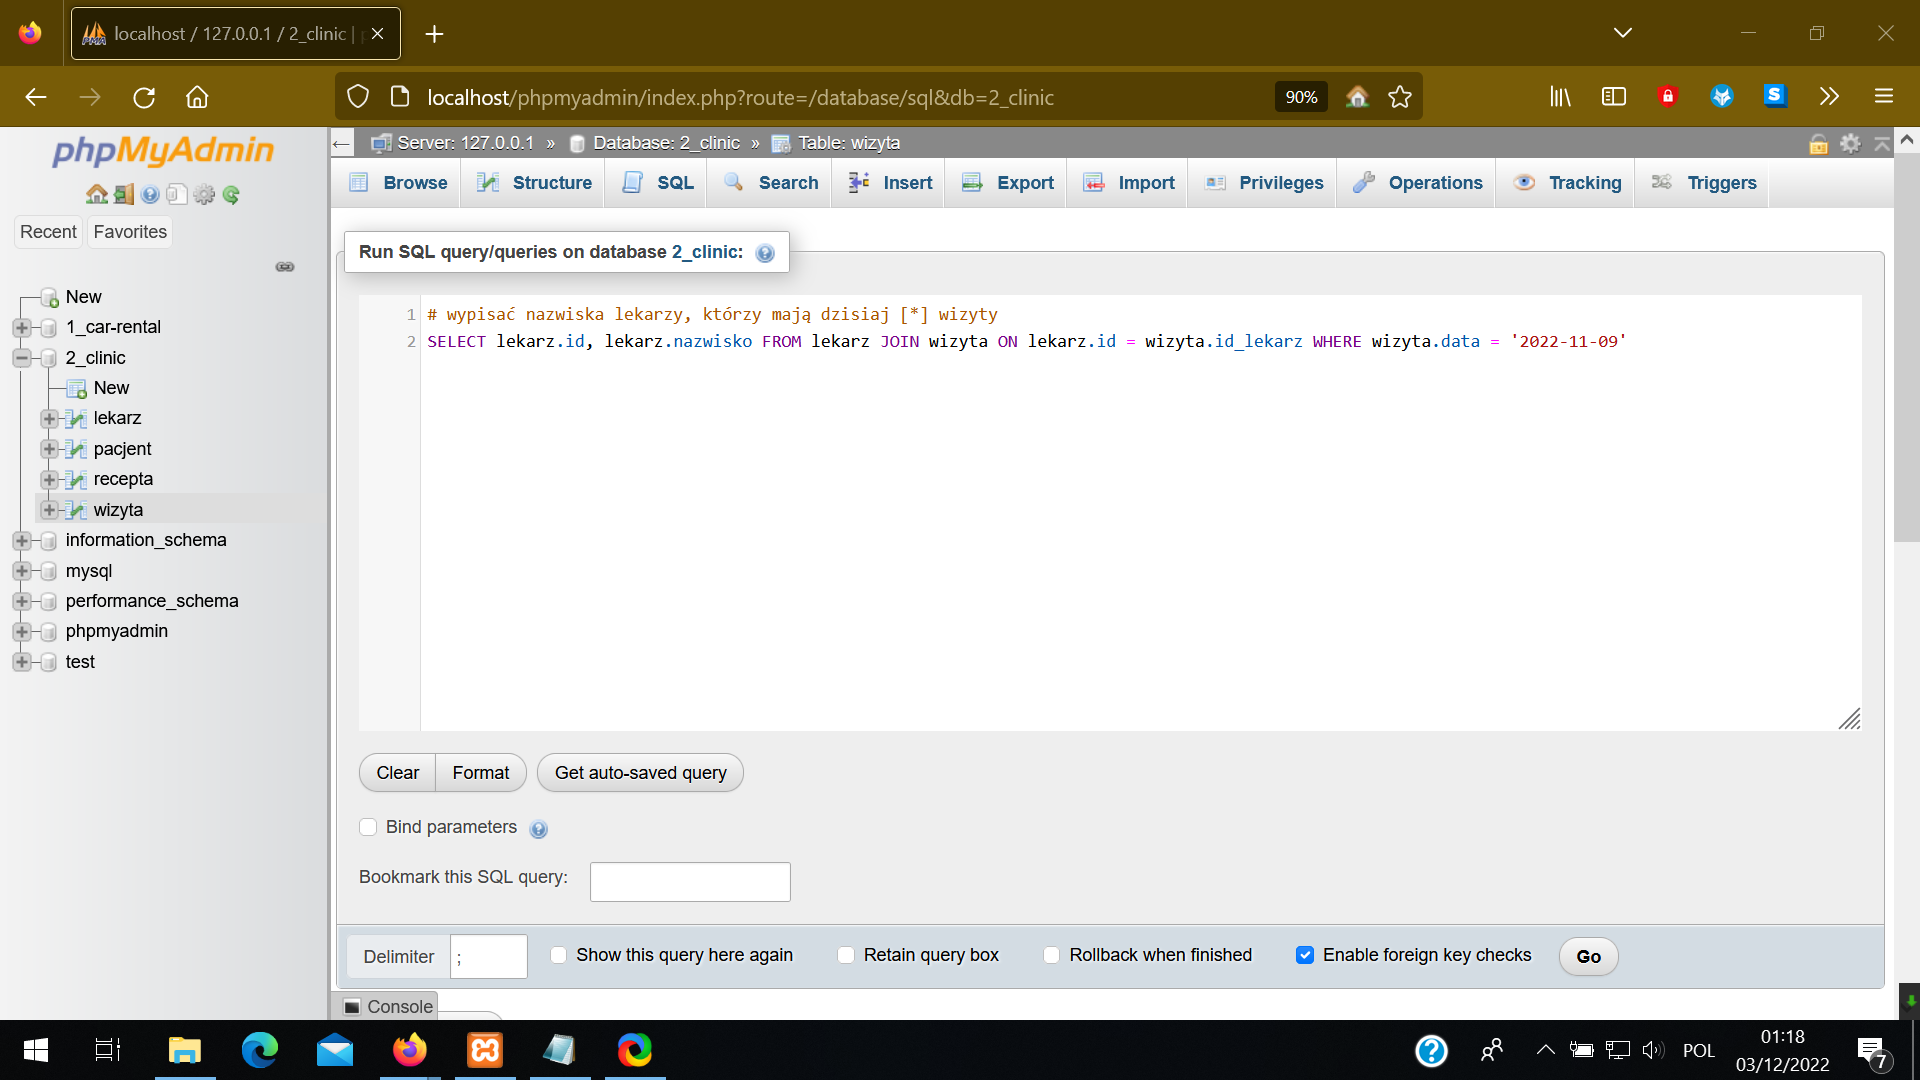 localhost / 127.0.0.1 / 2_clinic |
localhost/phpmyadmin/index.php?route=/database/sql&db=2_clinic
90%
phpMyAdmin
Recent
Favorites
New
1_car-rental
2_clinic
New
lekarz
pacjent
recepta
wizyta
information_schema
mysql
performance_schema
phpmyadmin
test
Server: 127.0.0.1 » Database: 2_clinic » Table: wizyta
Browse
Structure
SQL
Search
Insert
Export
Import
Privileges
Operations
Tracking
Triggers
Run SQL query/queries on database 2_clinic:
1 # wypisać nazwiska lekarzy, którzy mają dzisiaj [*] wizyty
2 SELECT lekarz.id, lekarz.nazwisko FROM lekarz JOIN wizyta ON lekarz.id = wizyta.id_lekarz WHERE wizyta.data = '2022-11-09'
Clear
Format
Get auto-saved query
Bind parameters
Bookmark this SQL query:
Delimiter
;
Show this query here again
Retain query box
Rollback when finished
Enable foreign key checks
Go
Console
POL
01:18
03/12/2022
7